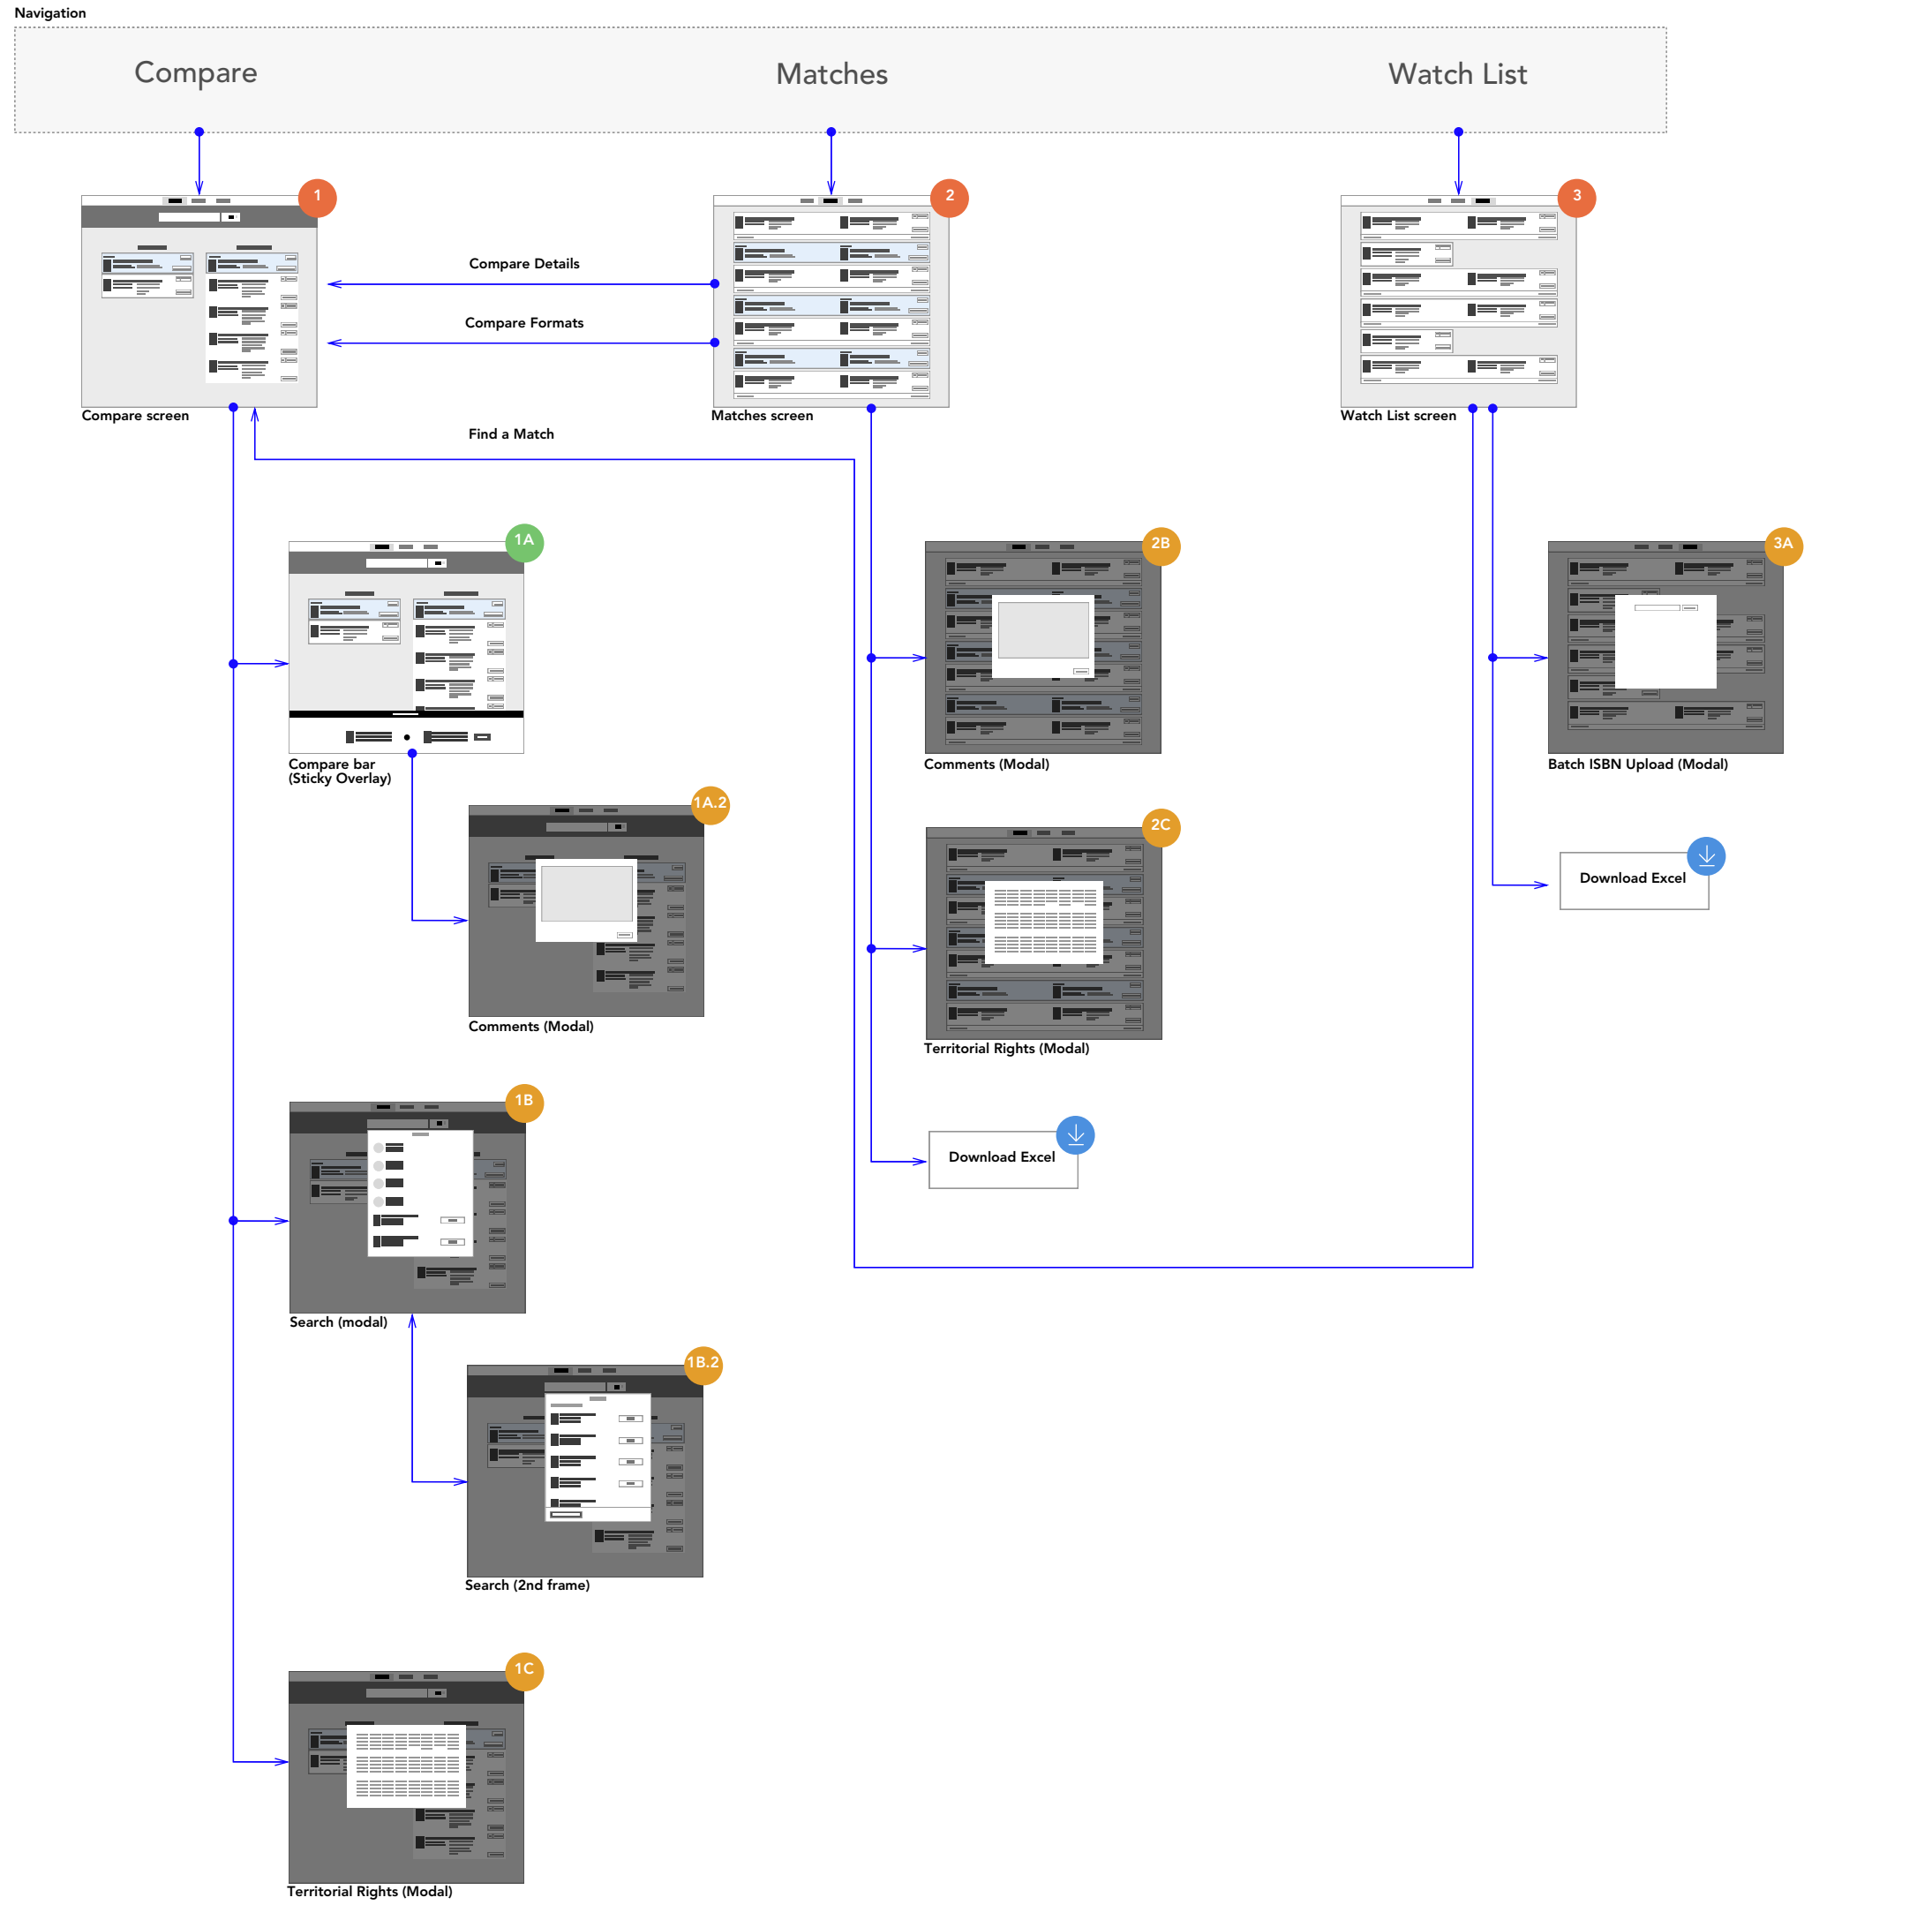 Navigation
Compare
Matches
Watch List
1
2
3
Compare Details
Compare Formats
Compare screen
Matches screen
Watch List screen
Find a Match
1A
2B
3A
Compare bar
(Sticky Overlay)
Comments (Modal)
Batch ISBN Upload (Modal)
1A.2
2C
Download Excel
Comments (Modal)
Territorial Rights (Modal)
1B
Download Excel
Search (modal)
1B.2
Search (2nd frame)
1C
Territorial Rights (Modal)